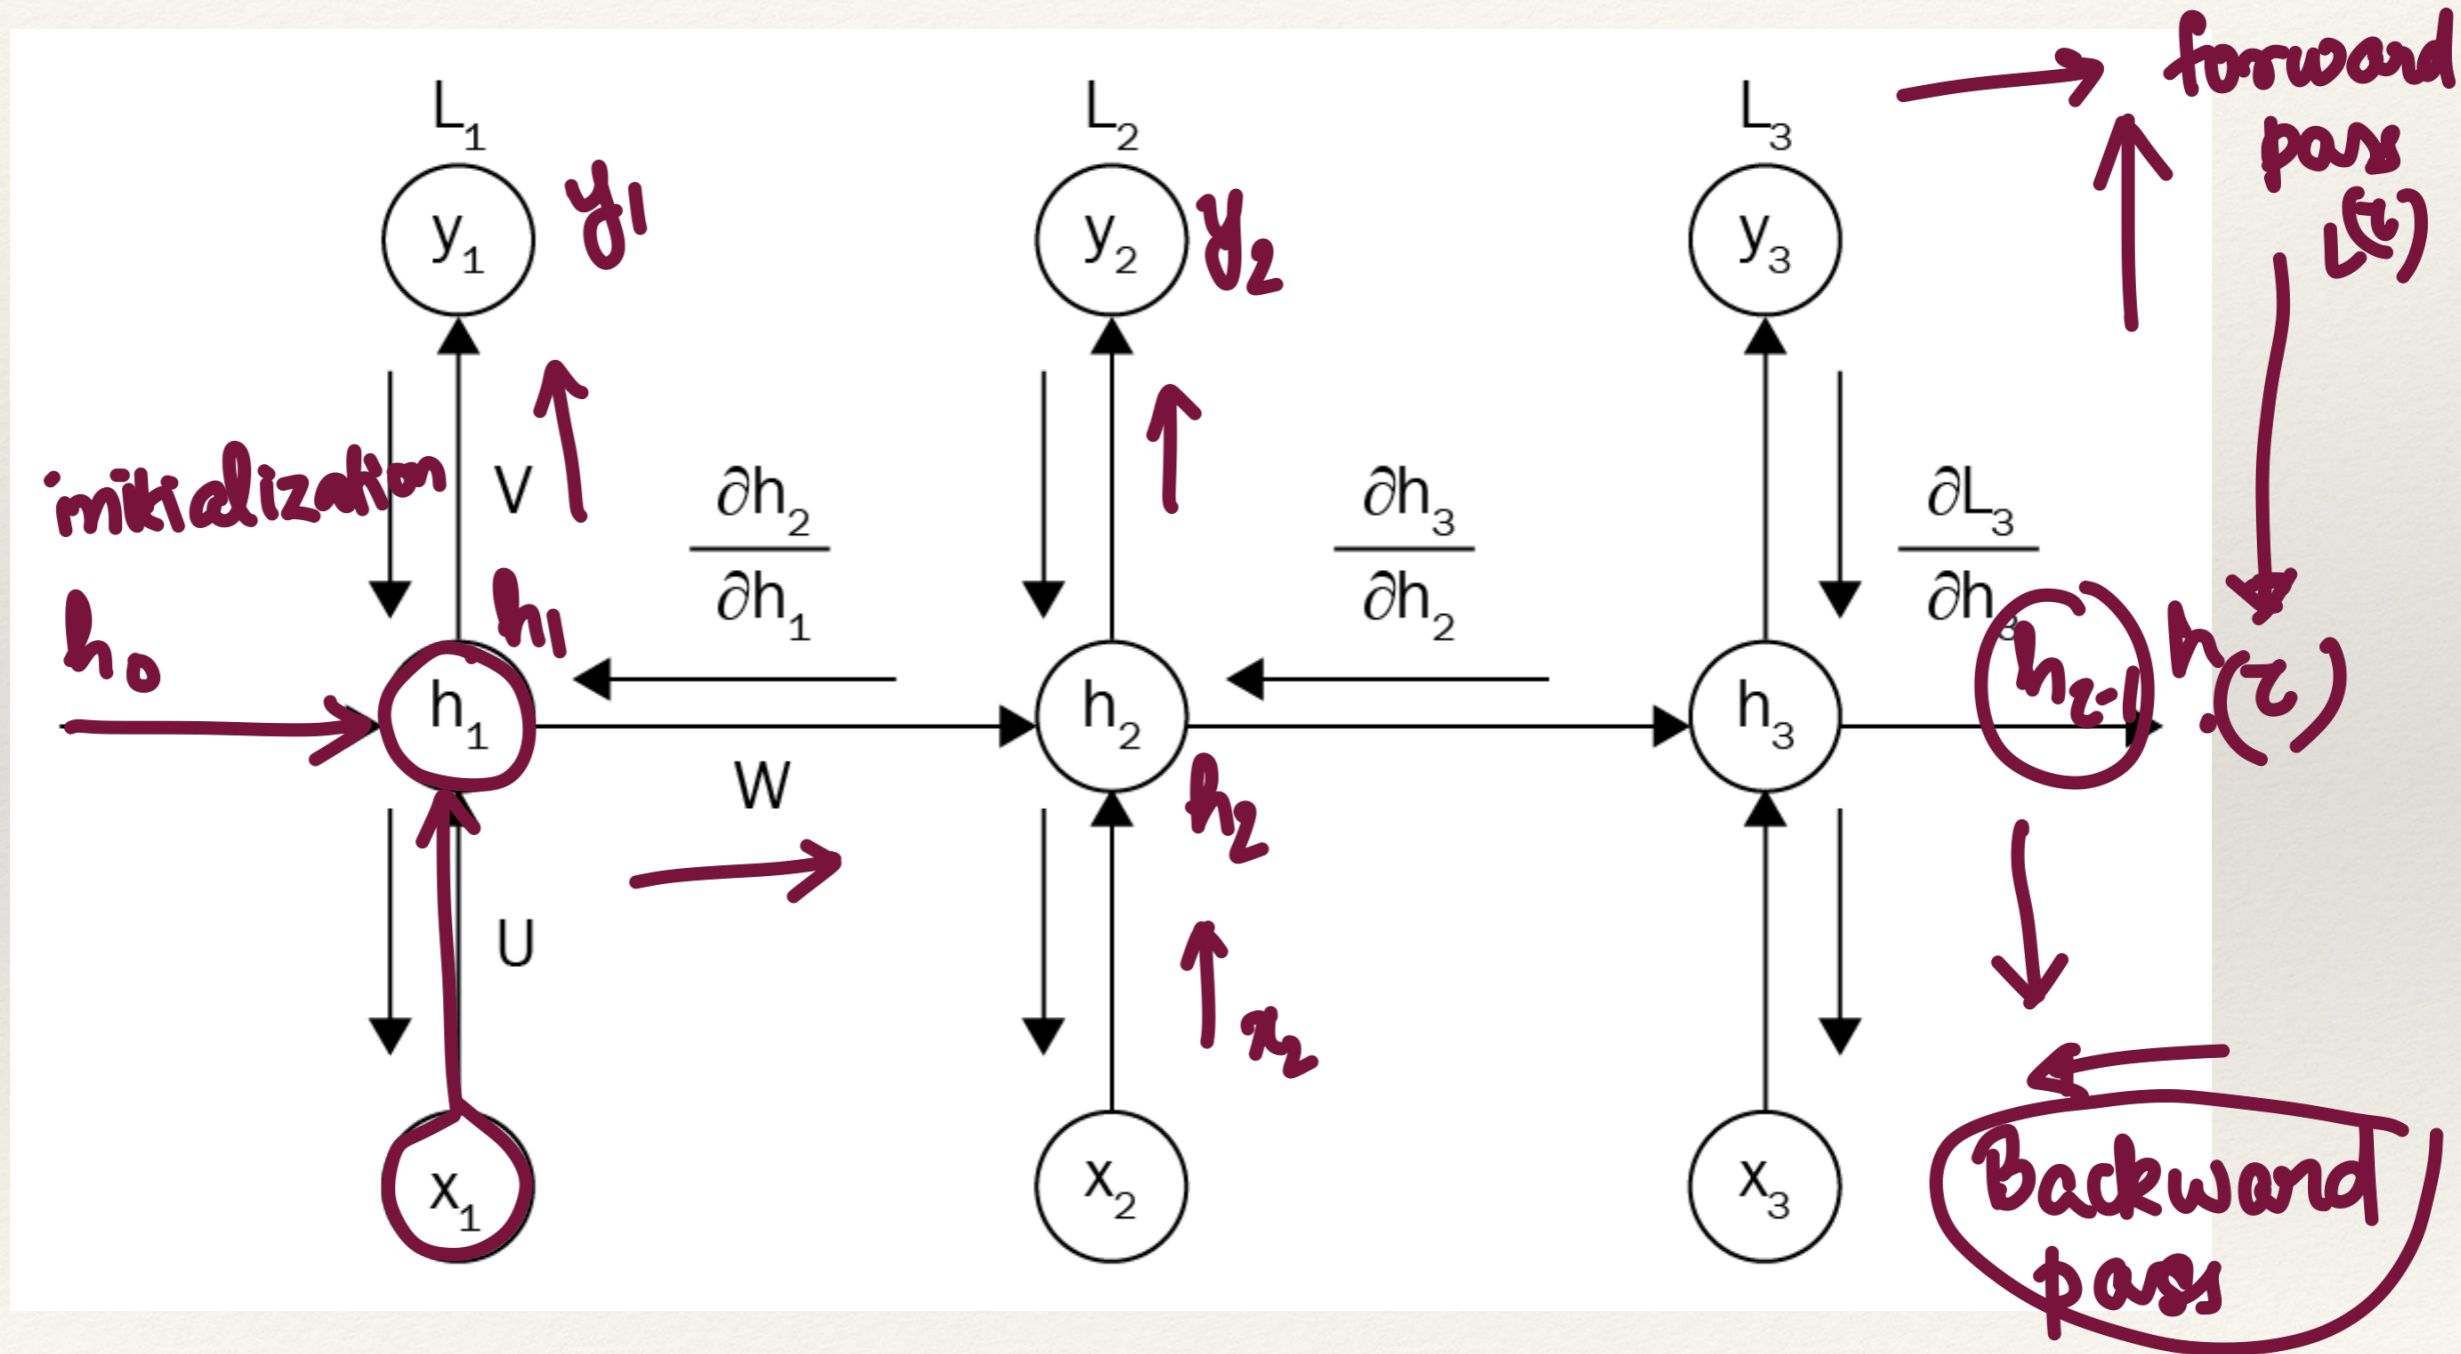 L₁ L₂ L₃ forward
pass
L(τ)
y₁ y₁ y₂ y₂ y₃
initialization V ∂h₂/∂h₁ ∂h₃/∂h₂ ∂L₃/∂h₃
h₀ h₁ h₁ h₂ h₃ h_τ-1 h(τ)
W h₂
U
x₂
x₁ x₂ x₃ Backward
pass